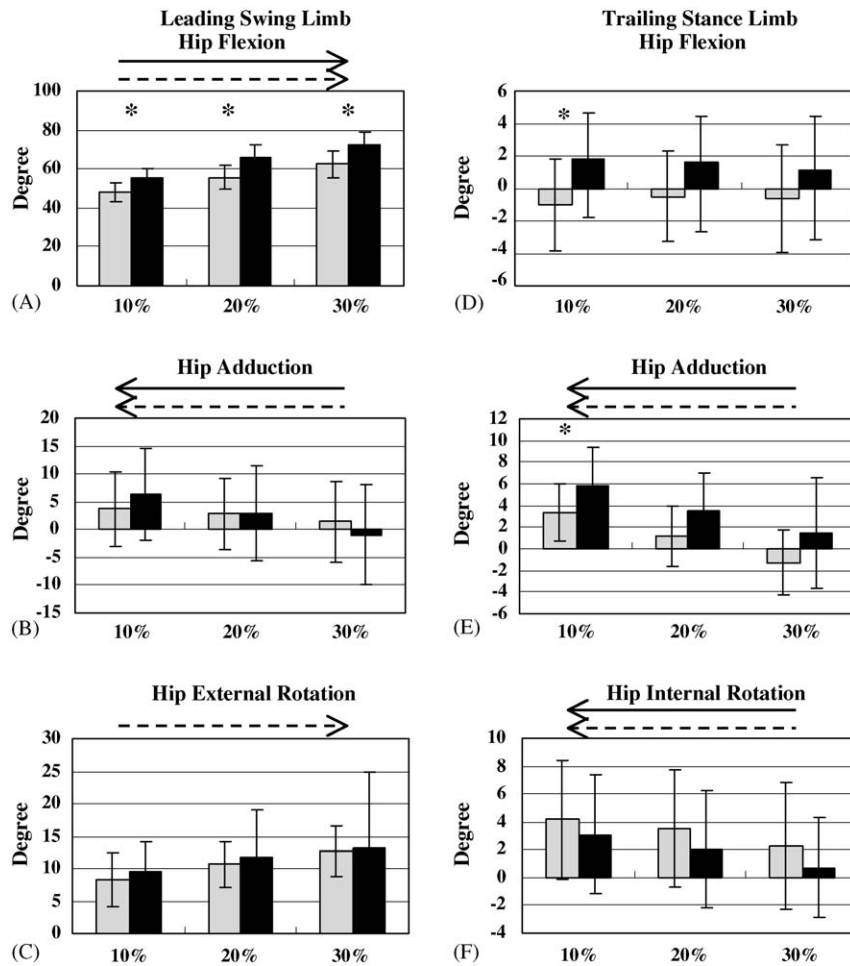 Leading Swing Limb
Hip Flexion
100
80
60
40
20
0
Degree
* * *
10% 20% 30%
(A)
Trailing Stance Limb
Hip Flexion
6
4
2
0
-2
-4
-6
Degree
*
10% 20% 30%
(D)
Hip Adduction
20
15
10
5
0
-5
-10
-15
Degree
10% 20% 30%
(B)
Hip Adduction
12
10
8
6
4
2
0
-2
-4
-6
Degree
*
10% 20% 30%
(E)
Hip External Rotation
30
25
20
15
10
5
0
Degree
10% 20% 30%
(C)
Hip Internal Rotation
10
8
6
4
2
0
-2
-4
Degree
10% 20% 30%
(F)